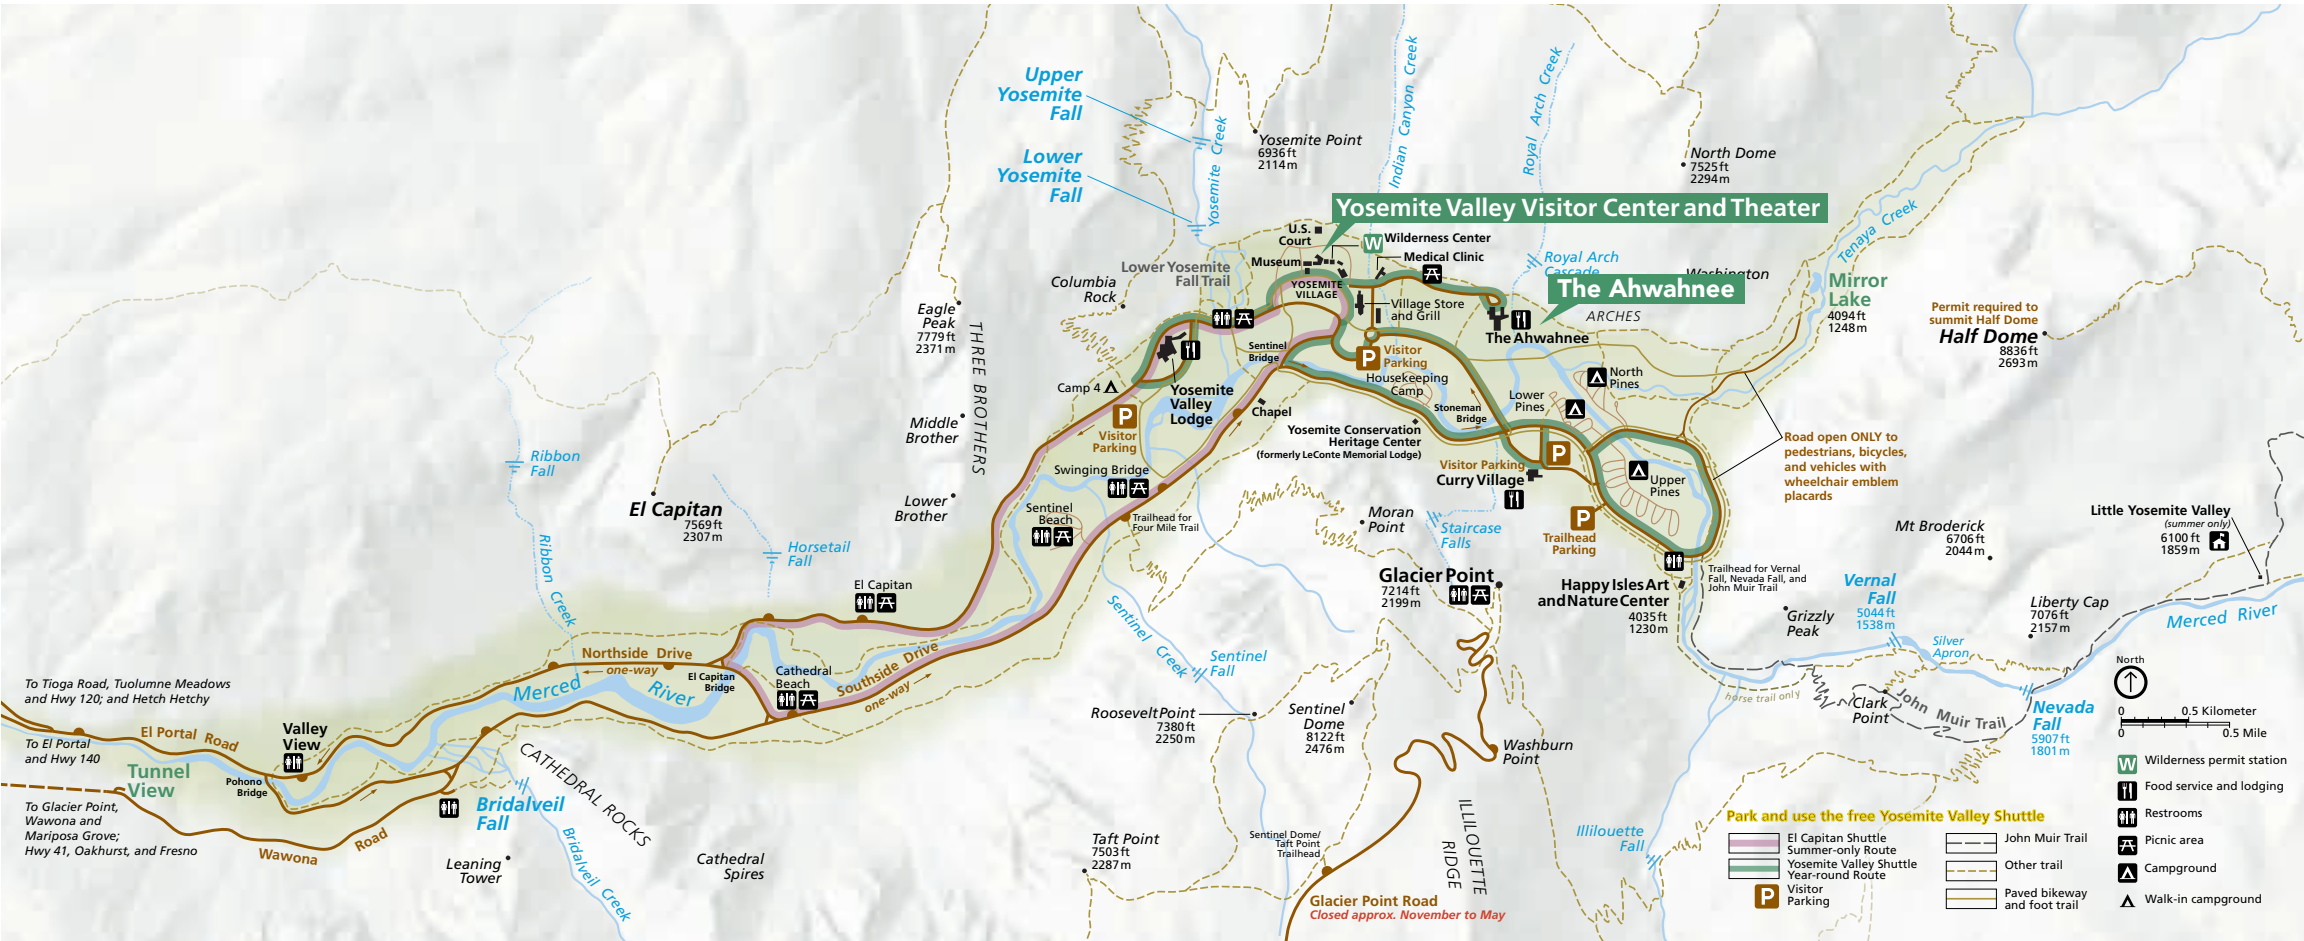 Upper
Yosemite
Fall
Lower
Yosemite
Fall
Yosemite Creek
Yosemite Point
6936 ft
2114 m
Indian Canyon Creek
Royal Arch Creek
North Dome
7525 ft
2294 m
Yosemite Valley Visitor Center and Theater
U.S.
Court
W
Wilderness Center
Museum
Medical Clinic
YOSEMITE
VILLAGE
Village Store
and Grill
Royal Arch
Cascade
Washington
The Ahwahnee
ARCHES
The Ahwahnee
Tenaya Creek
Mirror
Lake
4094 ft
1248 m
Permit required to
summit Half Dome
Half Dome
8836 ft
2693 m
Lower Yosemite
Fall Trail
Columbia
Rock
Eagle
Peak
7779 ft
2371 m
THREE BROTHERS
Middle
Brother
Lower
Brother
Camp 4
P
Visitor
Parking
Yosemite
Valley
Lodge
Sentinel
Bridge
P
Visitor
Parking
Housekeeping
Camp
Chapel
Stoneman
Bridge
Lower
Pines
North
Pines
Yosemite Conservation
Heritage Center
(formerly LeConte Memorial Lodge)
Visitor Parking
P
Curry Village
Upper
Pines
Road open ONLY to
pedestrians, bicycles,
and vehicles with
wheelchair emblem
placards
P
Trailhead
Parking
Swinging Bridge
Sentinel
Beach
Trailhead for
Four Mile Trail
Moran
Point
Staircase
Falls
Glacier Point
7214 ft
2199 m
Happy Isles Art
and Nature Center
4035 ft
1230 m
Trailhead for Vernal
Fall, Nevada Fall, and
John Muir Trail
Mt Broderick
6706 ft
2044 m
Little Yosemite Valley
(summer only)
6100 ft
1859 m
Vernal
Fall
5044 ft
1538 m
Grizzly
Peak
Liberty Cap
7076 ft
2157 m
Silver
Apron
Merced River
horse trail only
Clark
Point
John Muir Trail
Nevada
Fall
5907 ft
1801 m
Ribbon
Fall
Ribbon Creek
El Capitan
7569 ft
2307 m
Horsetail
Fall
El Capitan
Northside Drive
one-way
Merced
River
El Capitan
Bridge
Cathedral
Beach
Southside Drive
one-way
Sentinel Creek
Sentinel
Fall
Roosevelt Point
7380 ft
2250 m
Sentinel
Dome
8122 ft
2476 m
Washburn
Point
ILLILOUETTE
RIDGE
Illilouette
Fall
Taft Point
7503 ft
2287 m
Sentinel Dome/
Taft Point
Trailhead
Glacier Point Road
Closed approx. November to May
To Tioga Road, Tuolumne Meadows
and Hwy 120; and Hetch Hetchy
El Portal Road
To El Portal
and Hwy 140
Tunnel
View
Valley
View
Pohono
Bridge
To Glacier Point,
Wawona and
Mariposa Grove;
Hwy 41, Oakhurst, and Fresno
Wawona Road
Bridalveil
Fall
CATHEDRAL ROCKS
Bridalveil Creek
Leaning
Tower
Cathedral
Spires
Park and use the free Yosemite Valley Shuttle
El Capitan Shuttle
Summer-only Route
Yosemite Valley Shuttle
Year-round Route
P
Visitor
Parking
John Muir Trail
Other trail
Paved bikeway
and foot trail
North
0 0.5 Kilometer
0 0.5 Mile
W
Wilderness permit station
Food service and lodging
Restrooms
Picnic area
Campground
Walk-in campground